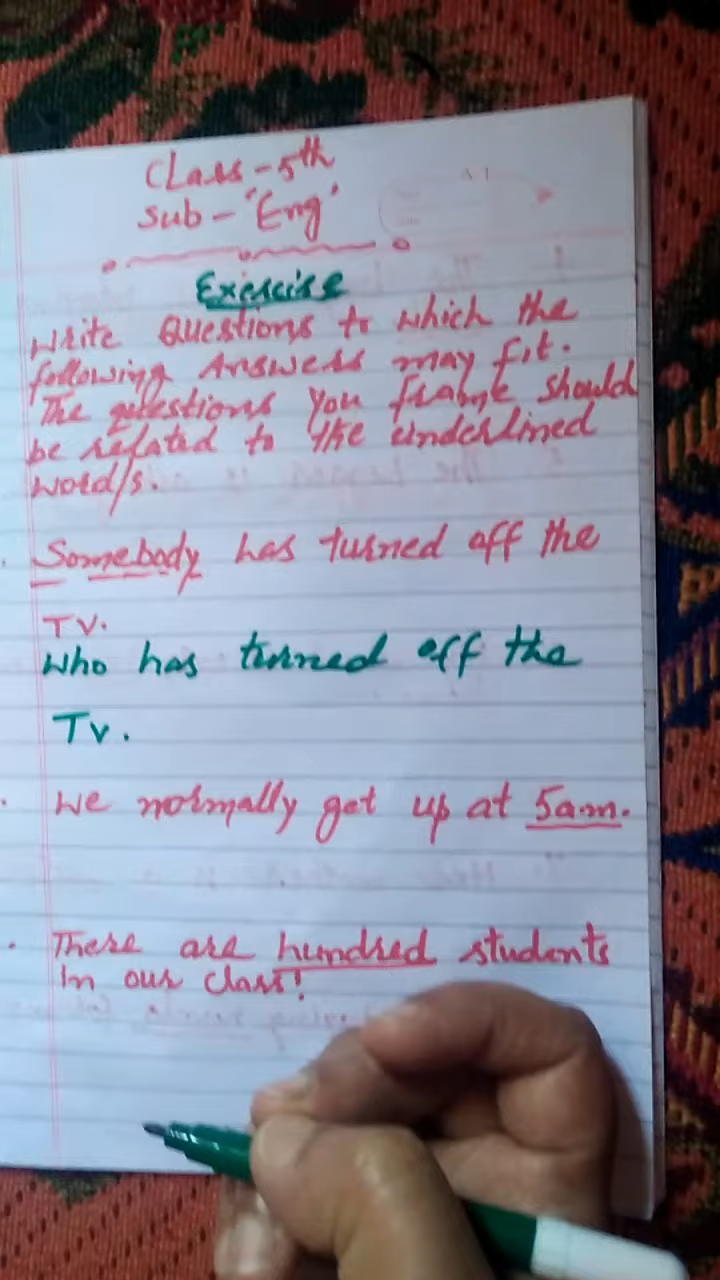 Class - 5th
Sub - 'Eng'
Exercise
Write Questions to which the
following Answers may fit.
The questions you frame should
be related to the underlined
word/s.
. Somebody has turned off the
TV.
Who has turned off the
TV.
. We normally get up at 5am.
. There are hundred students
in our class!